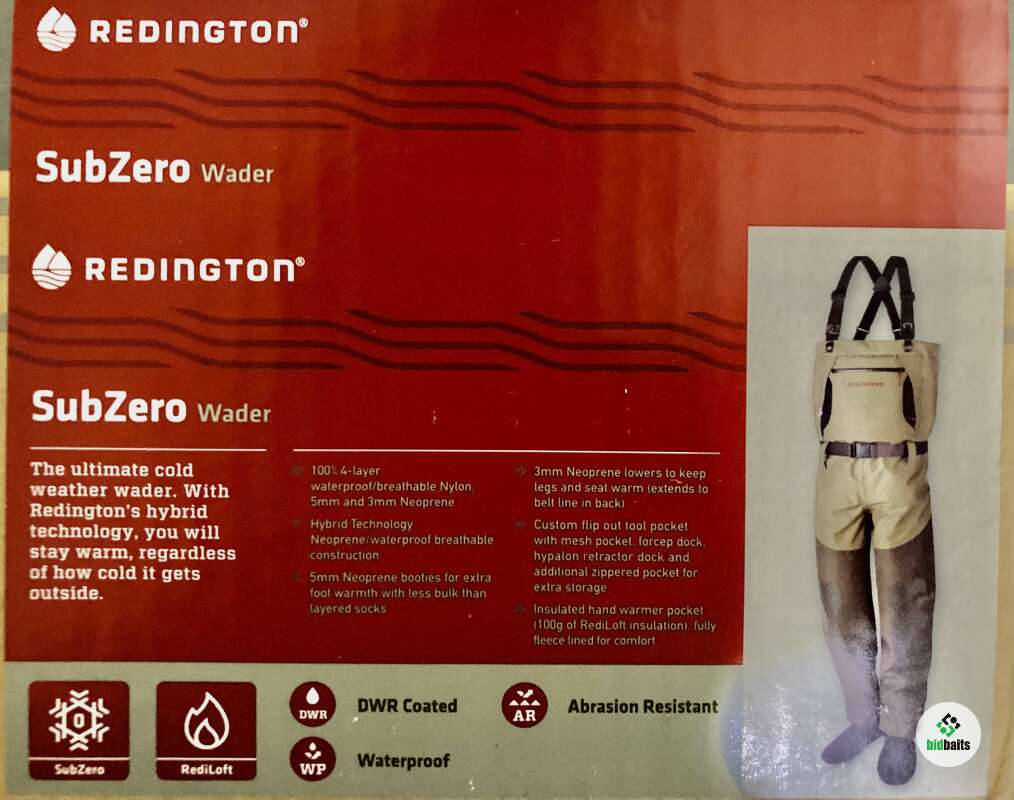 REDINGTON®
SubZero Wader
REDINGTON®
SubZero Wader
The ultimate cold
weather wader. With
Redington's hybrid
technology, you will
stay warm, regardless
of how cold it gets
outside.
100% 4-layer
waterproof/breathable Nylon,
5mm and 3mm Neoprene
Hybrid Technology
Neoprene/waterproof breathable
construction
5mm Neoprene booties for extra
foot warmth with less bulk than
layered socks
3mm Neoprene lowers to keep
legs and seat warm (extends to
belt line in back)
Custom flip out tool pocket
with mesh pocket, forcep dock,
hypalon retractor dock and
additional zippered pocket for
extra storage
Insulated hand warmer pocket
(100g of RediLoft insulation), fully
fleece lined for comfort
REDINGTON
0
SubZero
RediLoft
DWR
DWR Coated
WP
Waterproof
AR
Abrasion Resistant
bidbaits